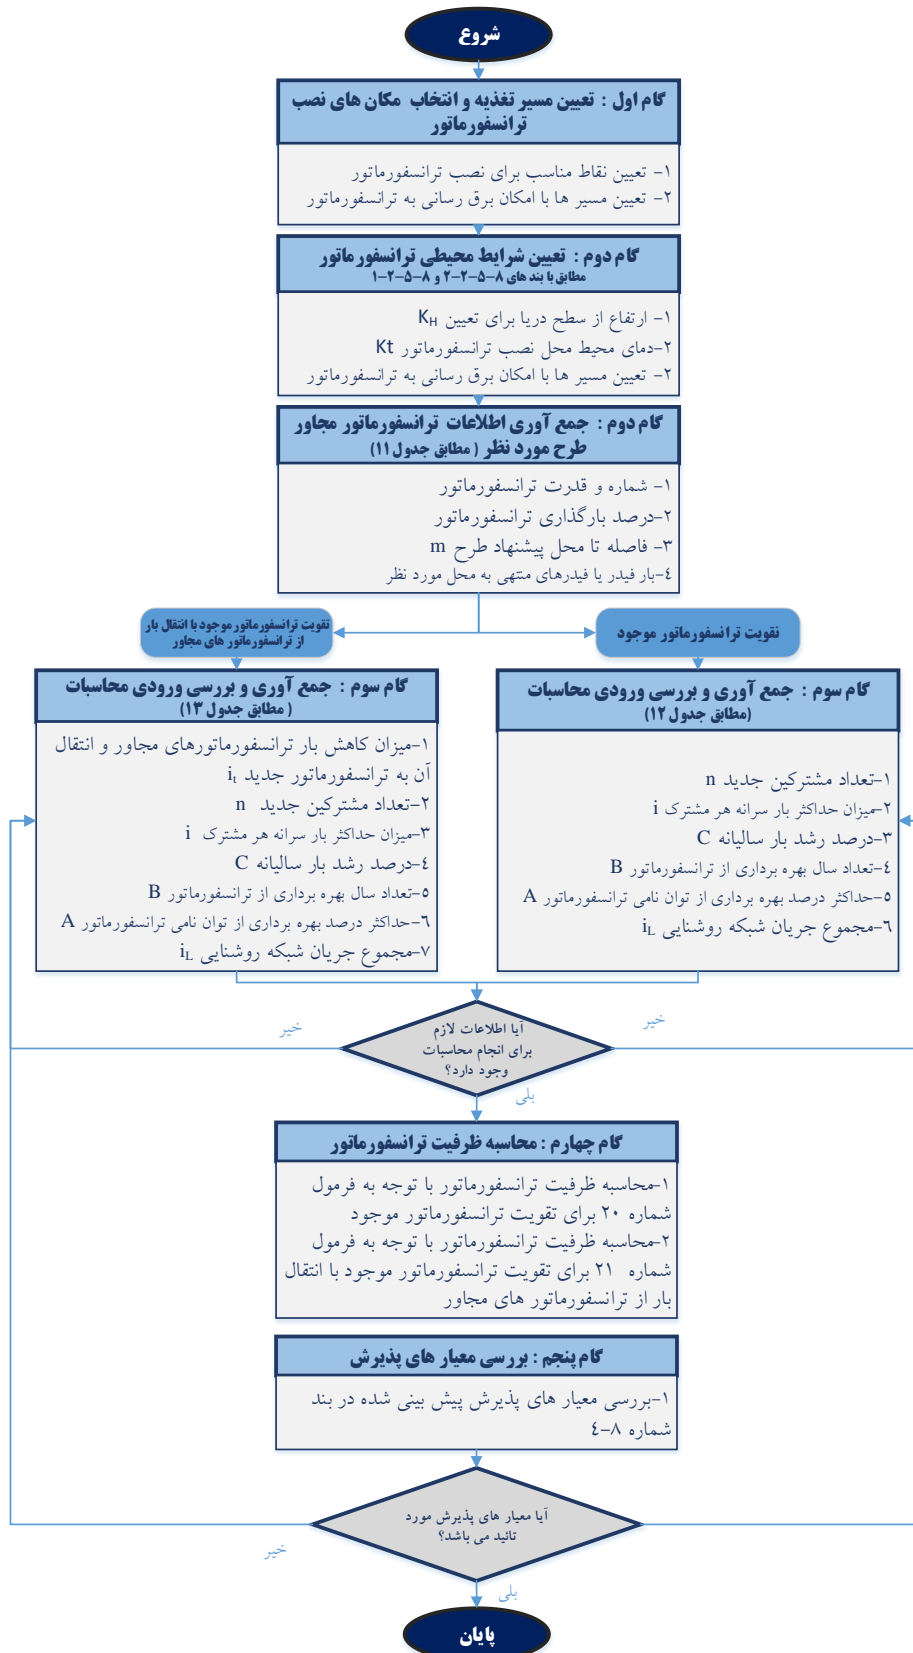 شروع
گام اول : تعیین مسیر تغذیه و انتخاب مکان های نصب
ترانسفورماتور
۱- تعیین نقاط مناسب برای نصب ترانسفورماتور
۲- تعیین مسیر ها با امکان برق رسانی به ترانسفورماتور
گام دوم : تعیین شرایط محیطی ترانسفورماتور
مطابق با بند های ۸-۵-۲-۲ و ۸-۵-۲-۱
۱- ارتفاع از سطح دریا برای تعیین KH
۲-دمای محیط محل نصب ترانسفورماتور Kt
۲- تعیین مسیر ها با امکان برق رسانی به ترانسفورماتور
گام دوم : جمع آوری اطلاعات ترانسفورماتور مجاور
طرح مورد نظر ( مطابق جدول ۱۱)
۱- شماره و قدرت ترانسفورماتور
۲-درصد بارگذاری ترانسفورماتور
۳- فاصله تا محل پیشنهاد طرح m
٤-بار فیدر یا فیدرهای منتهی به محل مورد نظر
تقویت ترانسفورماتور موجود
تقویت ترانسفورماتور موجود با انتقال بار
از ترانسفورماتور های مجاور
گام سوم : جمع آوری و بررسی ورودی محاسبات
(مطابق جدول ۱۲)
۱-تعداد مشترکین جدید n
۲-میزان حداکثر بار سرانه هر مشترک i
۳-درصد رشد بار سالیانه C
٤-تعداد سال بهره برداری از ترانسفورماتور B
٥-حداکثر درصد بهره برداری از توان نامی ترانسفورماتور A
٦-مجموع جریان شبکه روشنایی iL
گام سوم : جمع آوری و بررسی ورودی محاسبات
( مطابق جدول ۱۳)
۱-میزان کاهش بار ترانسفورماتورهای مجاور و انتقال
آن به ترانسفورماتور جدید it
۲-تعداد مشترکین جدید n
۳-میزان حداکثر بار سرانه هر مشترک i
٤-درصد رشد بار سالیانه C
٥-تعداد سال بهره برداری از ترانسفورماتور B
٦-حداکثر درصد بهره برداری از توان نامی ترانسفورماتور A
۷-مجموع جریان شبکه روشنایی iL
آیا اطلاعات لازم
برای انجام محاسبات
وجود دارد؟
خیر
خیر
بلی
گام چهارم : محاسبه ظرفیت ترانسفورماتور
۱-محاسبه ظرفیت ترانسفورماتور با توجه به فرمول
شماره ۲۰ برای تقویت ترانسفورماتور موجود
۲-محاسبه ظرفیت ترانسفورماتور با توجه به فرمول
شماره ۲۱ برای تقویت ترانسفورماتور موجود با انتقال
بار از ترانسفورماتور های مجاور
گام پنجم : بررسی معیار های پذیرش
۱-بررسی معیار های پذیرش پیش بینی شده در بند
شماره ۸-٤
آیا معیار های پذیرش مورد
تائید می باشد؟
خیر
بلی
پایان